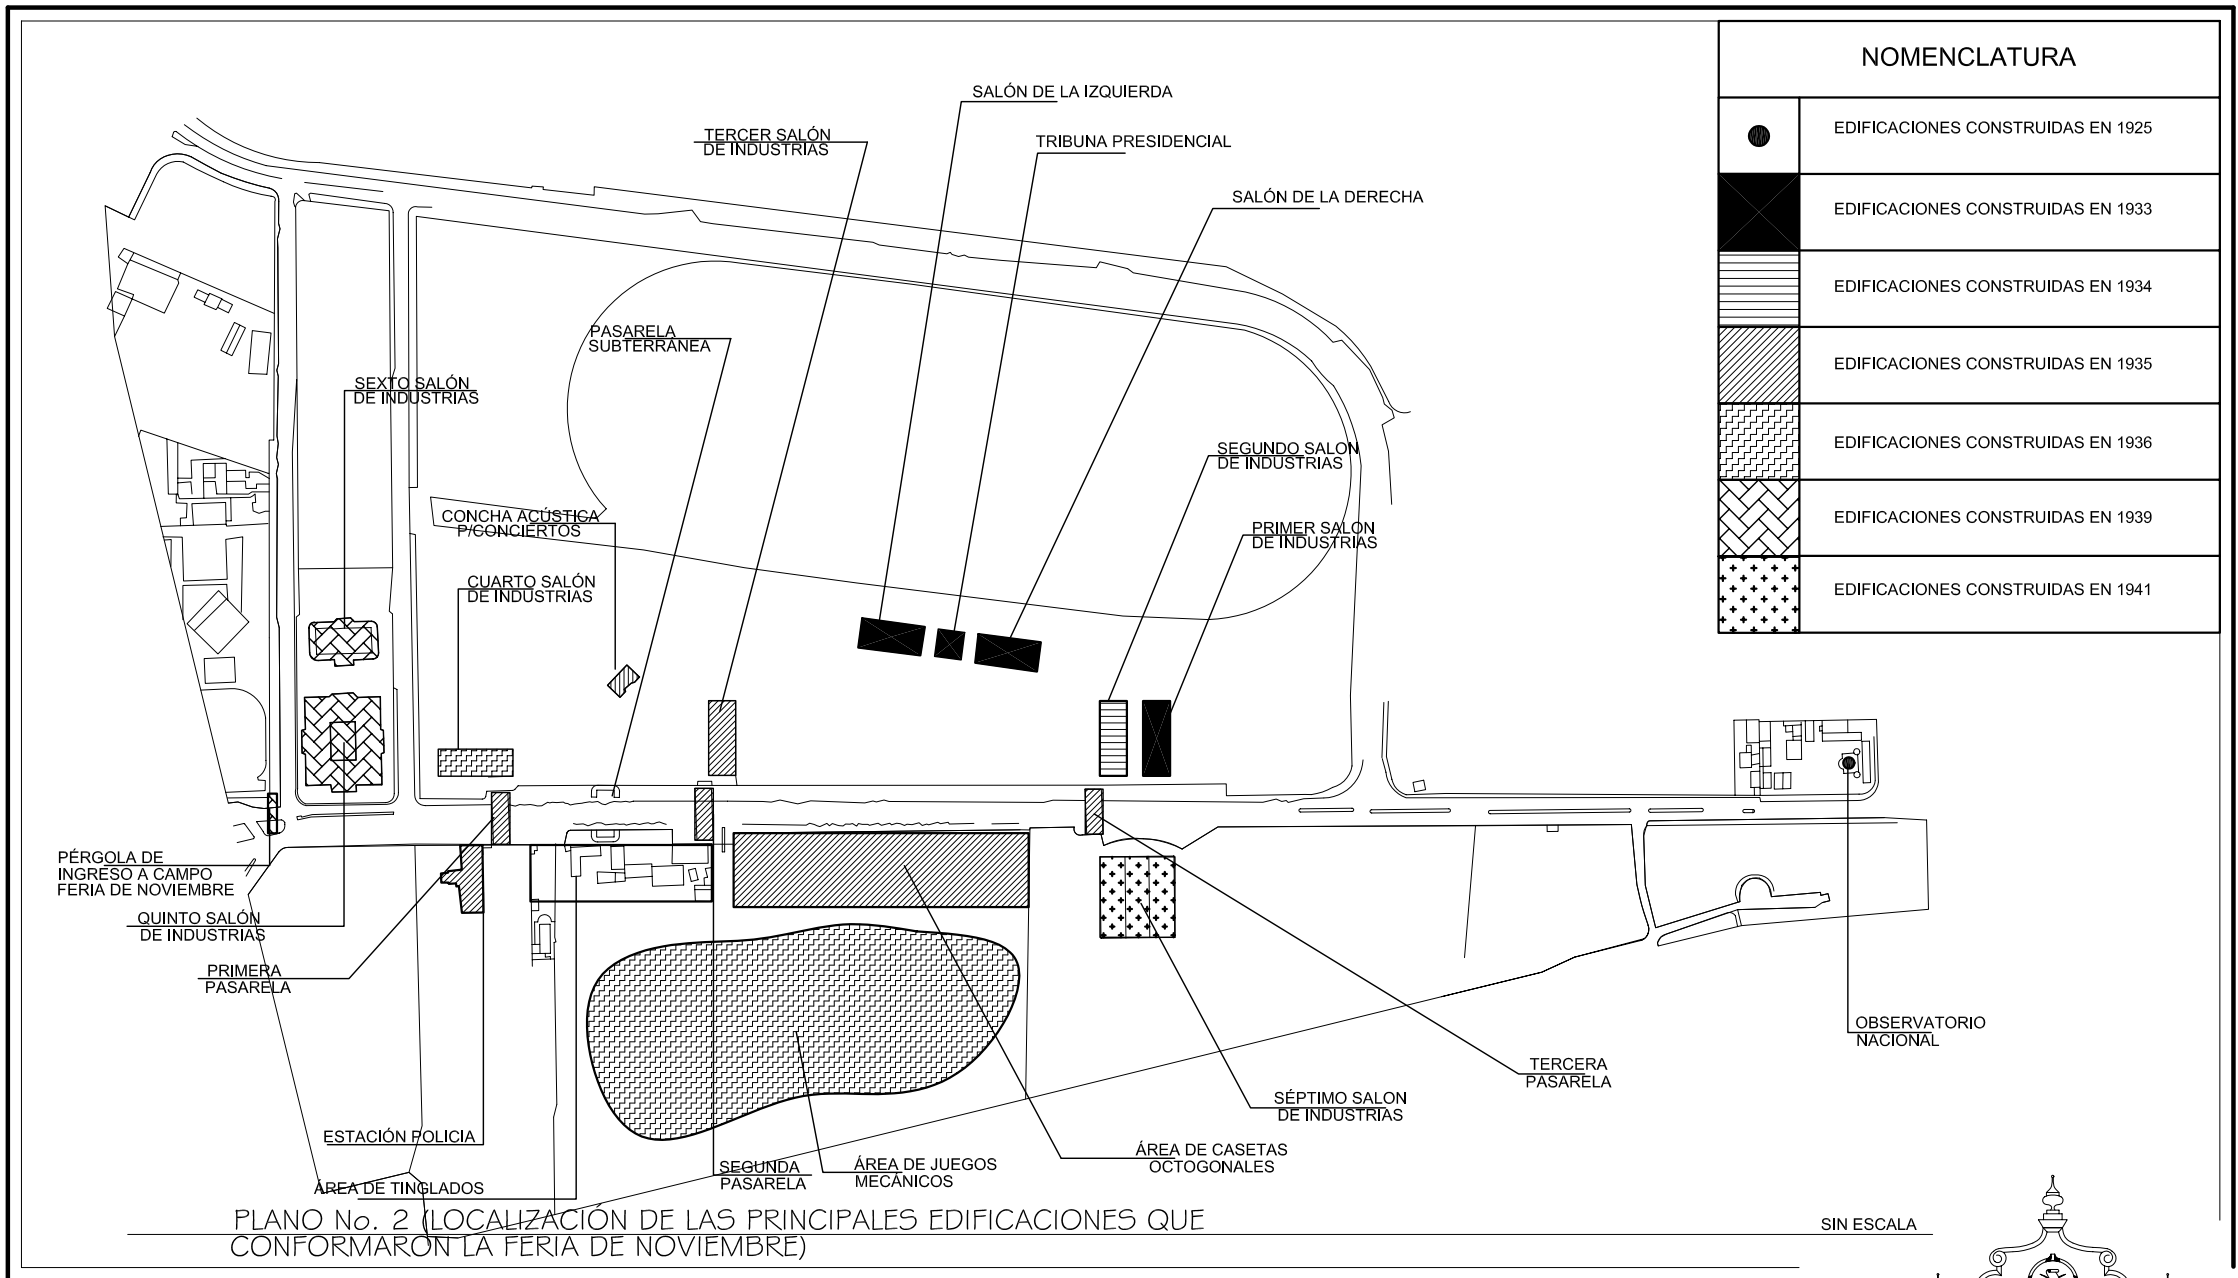 NOMENCLATURA
EDIFICACIONES CONSTRUIDAS EN 1925
EDIFICACIONES CONSTRUIDAS EN 1933
EDIFICACIONES CONSTRUIDAS EN 1934
EDIFICACIONES CONSTRUIDAS EN 1935
EDIFICACIONES CONSTRUIDAS EN 1936
EDIFICACIONES CONSTRUIDAS EN 1939
EDIFICACIONES CONSTRUIDAS EN 1941
SALÓN DE LA IZQUIERDA
TERCER SALÓN
DE INDUSTRIAS
TRIBUNA PRESIDENCIAL
SALÓN DE LA DERECHA
PASARELA
SUBTERRÁNEA
SEXTO SALÓN
DE INDUSTRIAS
SEGUNDO SALON
DE INDUSTRIAS
CONCHA ACÚSTICA
P/CONCIERTOS
PRIMER SALON
DE INDUSTRIAS
CUARTO SALÓN
DE INDUSTRIAS
PÉRGOLA DE
INGRESO A CAMPO
FERIA DE NOVIEMBRE
QUINTO SALÓN
DE INDUSTRIAS
PRIMERA
PASARELA
OBSERVATORIO
NACIONAL
TERCERA
PASARELA
SÉPTIMO SALON
DE INDUSTRIAS
ESTACIÓN POLICIA
ÁREA DE CASETAS
OCTOGONALES
SEGUNDA
PASARELA
ÁREA DE JUEGOS
MECÁNICOS
ÁREA DE TINGLADOS
PLANO No. 2 (LOCALIZACIÓN DE LAS PRINCIPALES EDIFICACIONES QUE
CONFORMARON LA FERIA DE NOVIEMBRE)
SIN ESCALA